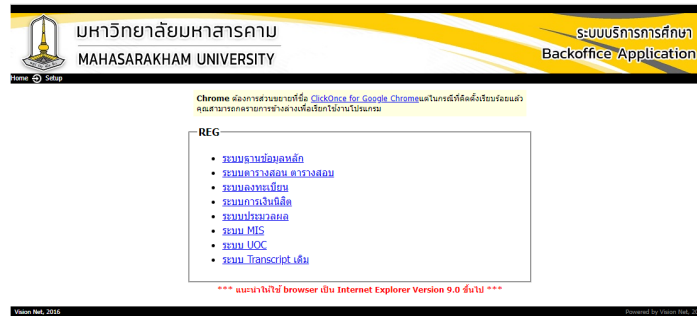 มหาวิทยาลัยมหาสารคาม
MAHASARAKHAM UNIVERSITY
ระบบบริการการศึกษา
Backoffice Application
Home Setup
Chrome ต้องการส่วนขยายที่ชื่อ ClickOnce for Google Chromeแต่ในกรณีที่ติดตั้งเรียบร้อยแล้ว
คุณสามารถกดรายการข้างล่างเพื่อเรียกใช้งานโปรแกรม
REG
ระบบฐานข้อมูลหลัก
ระบบตารางสอน ตารางสอบ
ระบบลงทะเบียน
ระบบการเงินนิสิต
ระบบประมวลผล
ระบบ MIS
ระบบ UOC
ระบบ Transcript เดิม
*** แนะนำให้ใช้ browser เป็น Internet Explorer Version 9.0 ขึ้นไป ***
Vision Net, 2016
Powered by Vision Net, 20